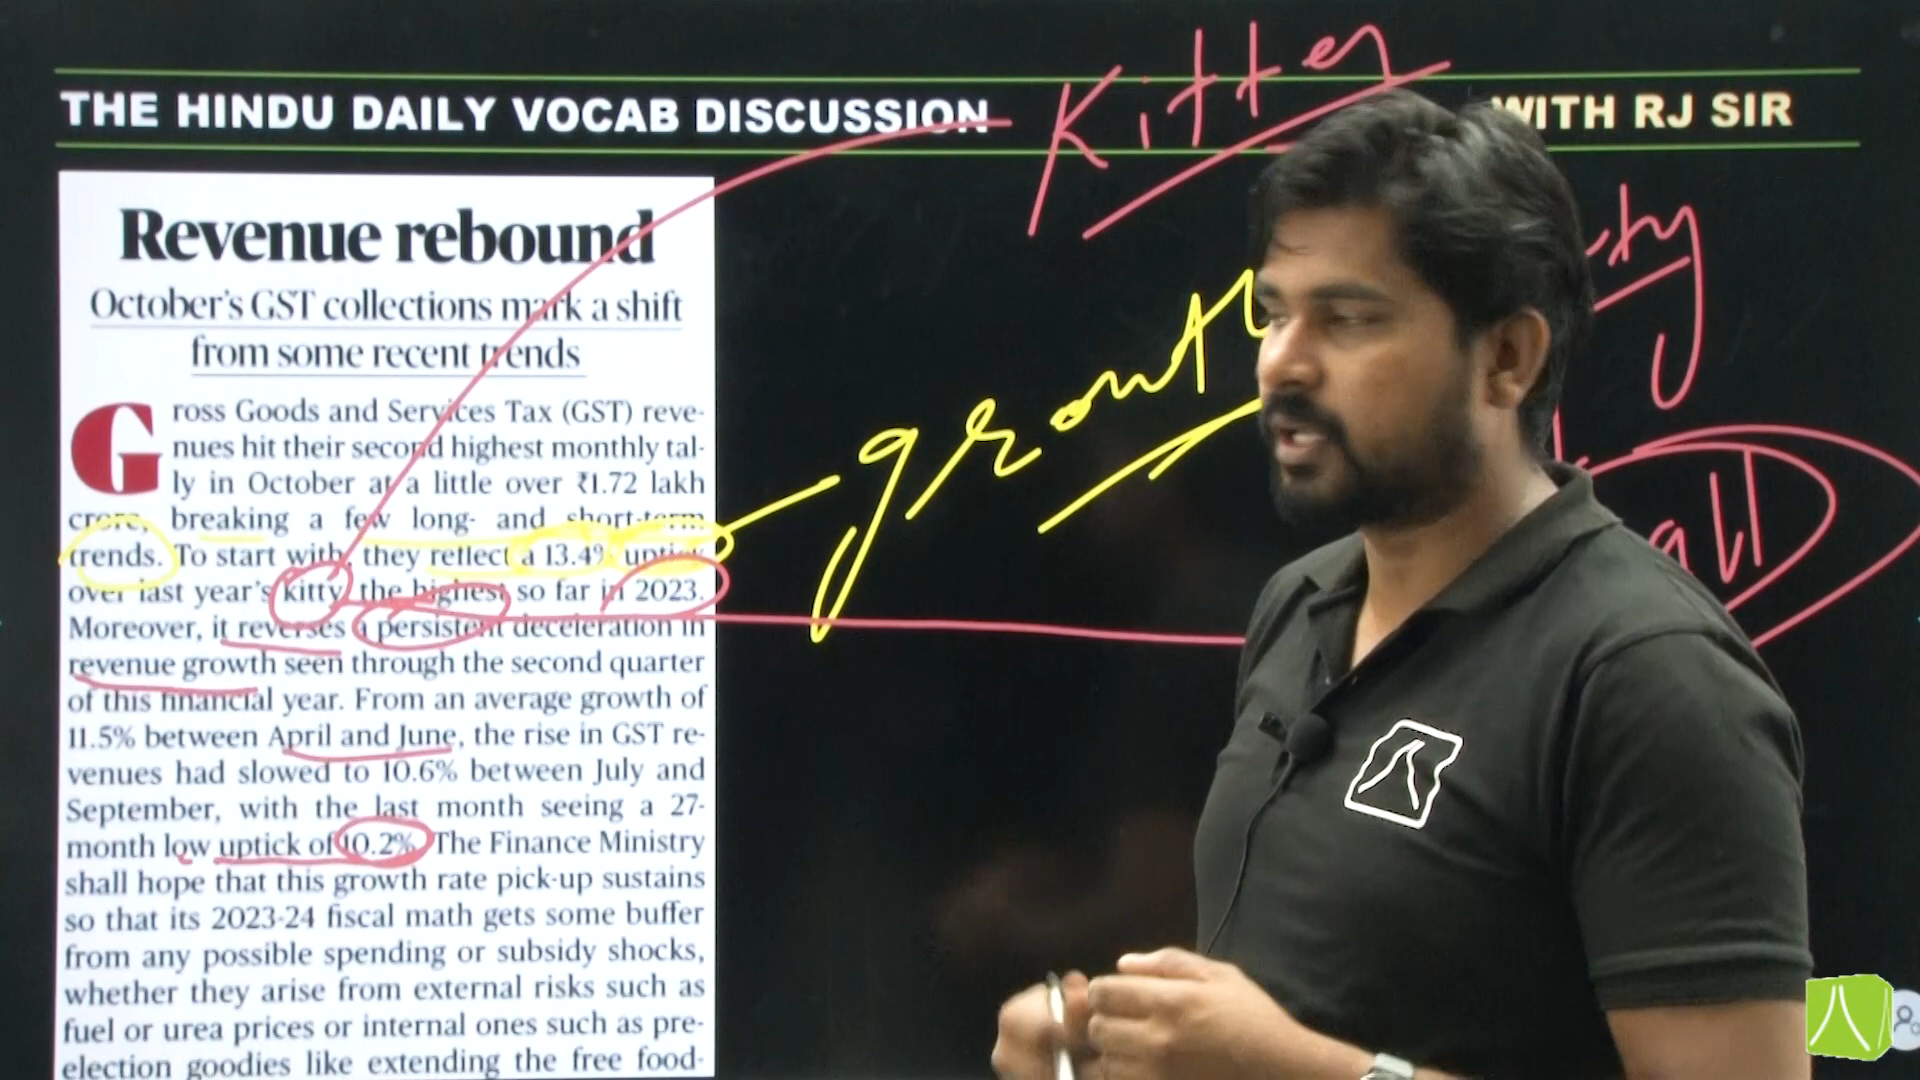 THE HINDU DAILY VOCAB DISCUSSION
WITH RJ SIR
Kitten
growth
Revenue rebound
October's GST collections mark a shift
from some recent trends
Gross Goods and Services Tax (GST) reve-
nues hit their second highest monthly tal-
ly in October at a little over ₹1.72 lakh
crore, breaking a few long- and short-term
trends. To start with, they reflect a 13.4% uptick
over last year's kitty, the highest so far in 2023.
Moreover, it reverses a persistent deceleration in
revenue growth seen through the second quarter
of this financial year. From an average growth of
11.5% between April and June, the rise in GST re-
venues had slowed to 10.6% between July and
September, with the last month seeing a 27-
month low uptick of 10.2%. The Finance Ministry
shall hope that this growth rate pick-up sustains
so that its 2023-24 fiscal math gets some buffer
from any possible spending or subsidy shocks,
whether they arise from external risks such as
fuel or urea prices or internal ones such as pre-
election goodies like extending the free food-